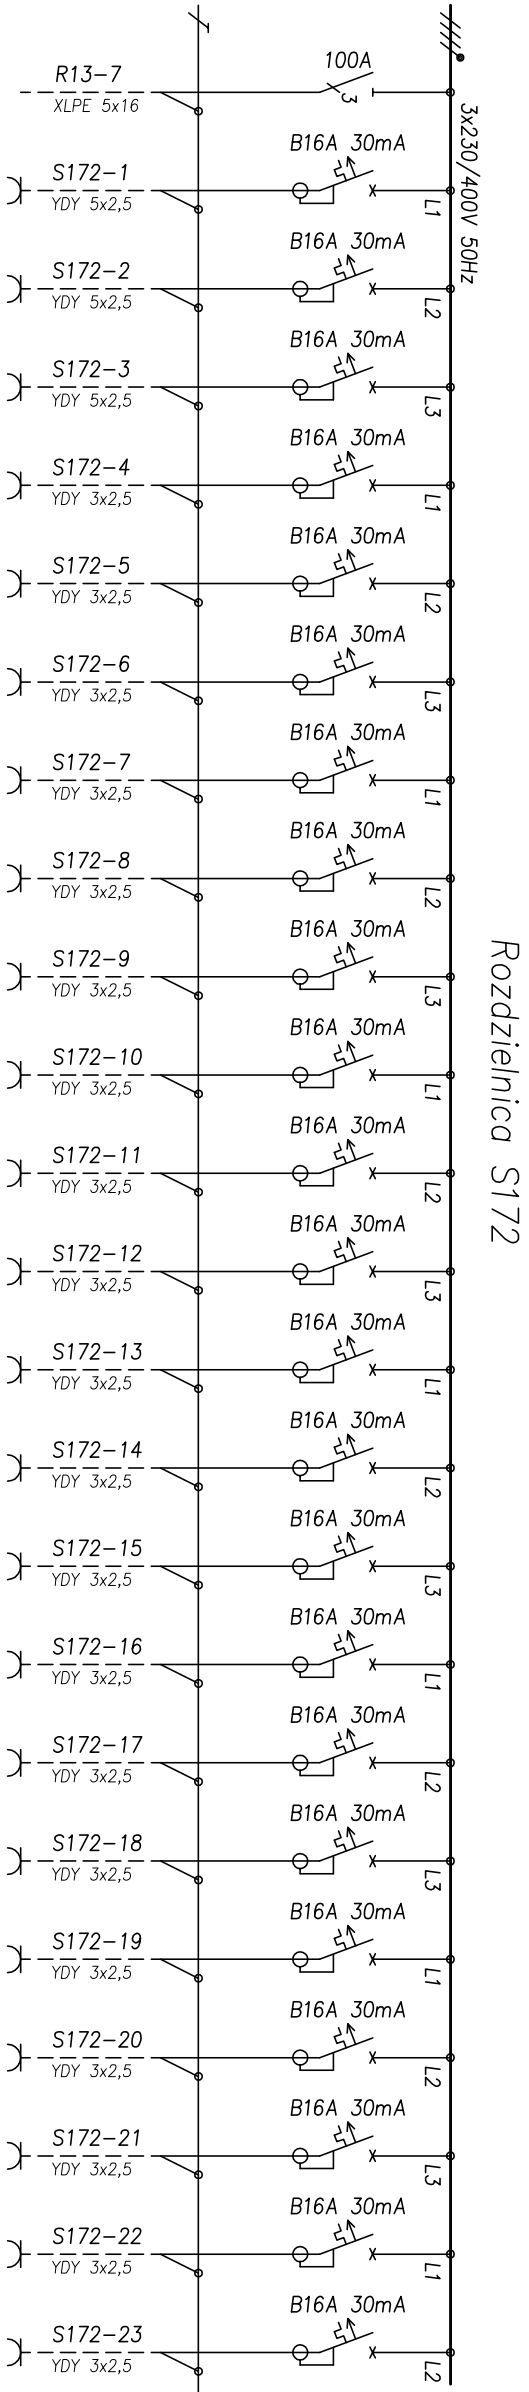 Rozdzielnica S172
3x230/400V 50Hz
100A
3
R13-7
XLPE 5x16
B16A 30mA
L1
S172-1
YDY 5x2,5
B16A 30mA
L2
S172-2
YDY 5x2,5
B16A 30mA
L3
S172-3
YDY 5x2,5
B16A 30mA
L1
S172-4
YDY 3x2,5
B16A 30mA
L2
S172-5
YDY 3x2,5
B16A 30mA
L3
S172-6
YDY 3x2,5
B16A 30mA
L1
S172-7
YDY 3x2,5
B16A 30mA
L2
S172-8
YDY 3x2,5
B16A 30mA
L3
S172-9
YDY 3x2,5
B16A 30mA
L1
S172-10
YDY 3x2,5
B16A 30mA
L2
S172-11
YDY 3x2,5
B16A 30mA
L3
S172-12
YDY 3x2,5
B16A 30mA
L1
S172-13
YDY 3x2,5
B16A 30mA
L2
S172-14
YDY 3x2,5
B16A 30mA
L3
S172-15
YDY 3x2,5
B16A 30mA
L1
S172-16
YDY 3x2,5
B16A 30mA
L2
S172-17
YDY 3x2,5
B16A 30mA
L3
S172-18
YDY 3x2,5
B16A 30mA
L1
S172-19
YDY 3x2,5
B16A 30mA
L2
S172-20
YDY 3x2,5
B16A 30mA
L3
S172-21
YDY 3x2,5
B16A 30mA
L1
S172-22
YDY 3x2,5
B16A 30mA
L2
S172-23
YDY 3x2,5